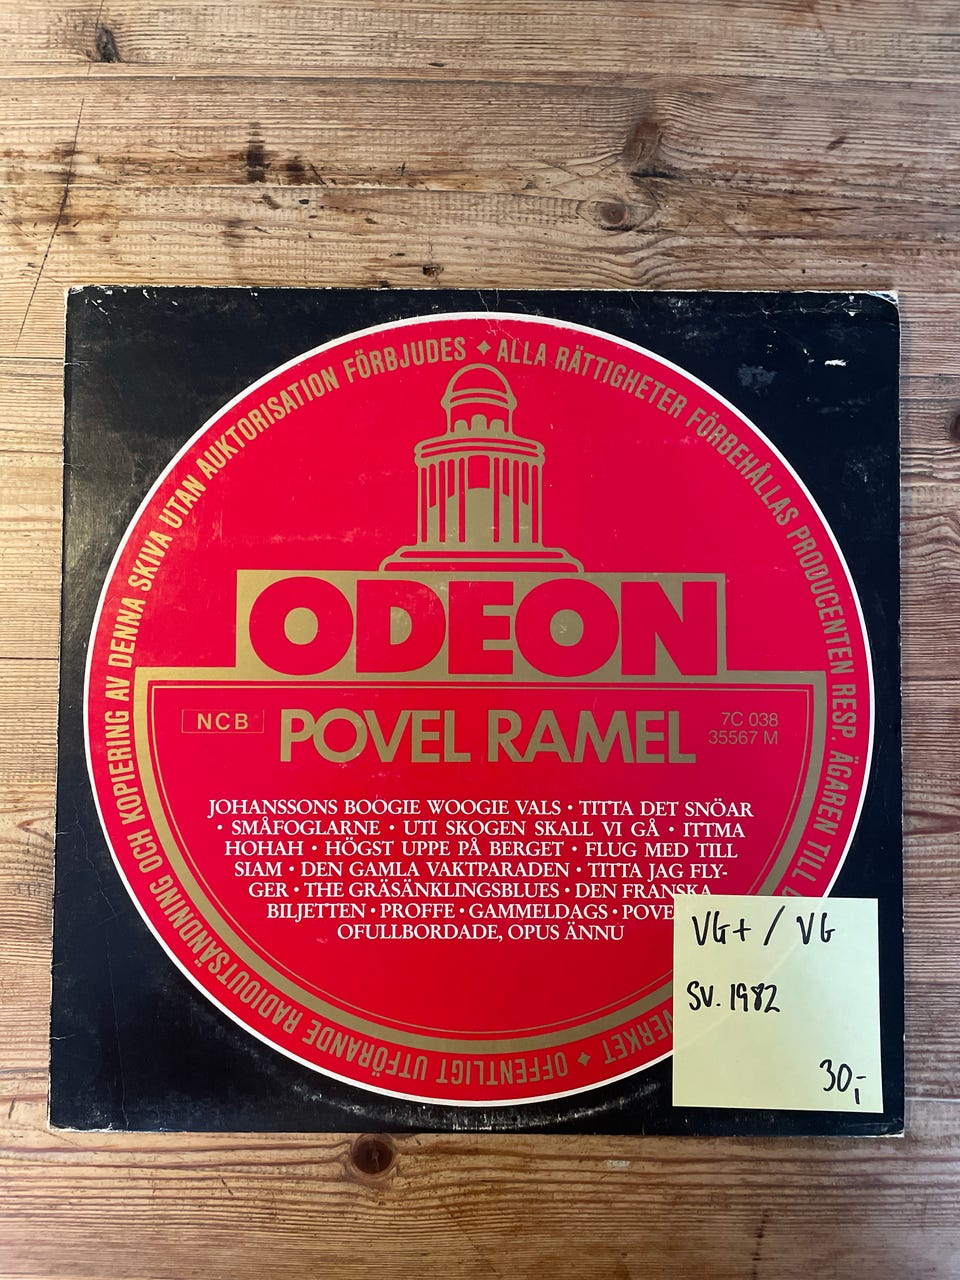 OFFENTLIGT UTFÖRANDE RADIOUTSÄNDNING OCH KOPIERING AV DENNA SKIVA UTAN AUKTORISATION FÖRBJUDES ✦ ALLA RÄTTIGHETER FÖRBEHÅLLAS PRODUCENTEN RESP. ÄGAREN TILL
VERKET ✦
ODEON
NCB
POVEL RAMEL
7C 038
35567 M
JOHANSSONS BOOGIE WOOGIE VALS • TITTA DET SNÖAR
• SMÅFOGLARNE • UTI SKOGEN SKALL VI GÅ • ITTMA
HOHAH • HÖGST UPPE PÅ BERGET • FLUG MED TILL
SIAM • DEN GAMLA VAKTPARADEN • TITTA JAG FLY-
GER • THE GRÄSÄNKLINGSBLUES • DEN FRANSKA
BILJETTEN • PROFFE • GAMMELDAGS •
OFULLBORDADE, OPUS ÄNNU
VG+ / VG
SV. 1982
30,-